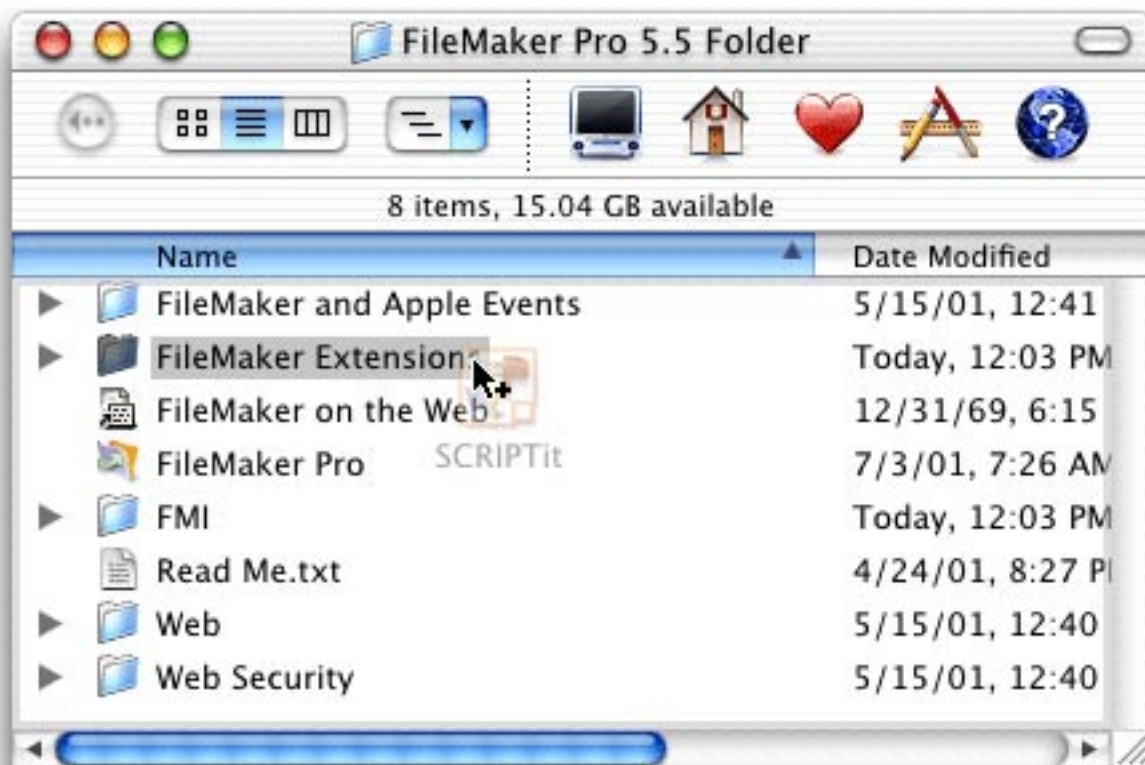 FileMaker Pro 5.5 Folder
8 items, 15.04 GB available
Name Date Modified
FileMaker and Apple Events 5/15/01, 12:41
FileMaker Extensions Today, 12:03 PM
FileMaker on the Web 12/31/69, 6:15
FileMaker Pro 7/3/01, 7:26 AM
SCRIPTit
FMI Today, 12:03 PM
Read Me.txt 4/24/01, 8:27 P
Web 5/15/01, 12:40
Web Security 5/15/01, 12:40